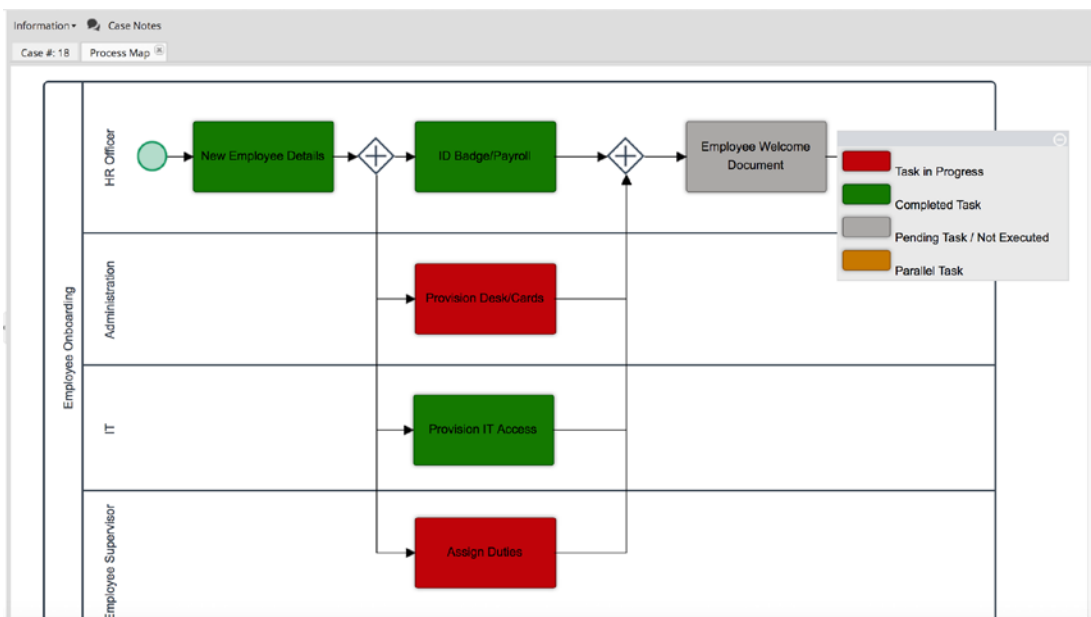 Information
Case Notes
Case #: 18
Process Map
Employee Onboarding
HR Officer
New Employee Details
ID Badge/Payroll
Employee Welcome
Document
Task in Progress
Completed Task
Pending Task / Not Executed
Parallel Task
Administration
Provision Desk/Cards
IT
Provision IT Access
Employee Supervisor
Assign Duties